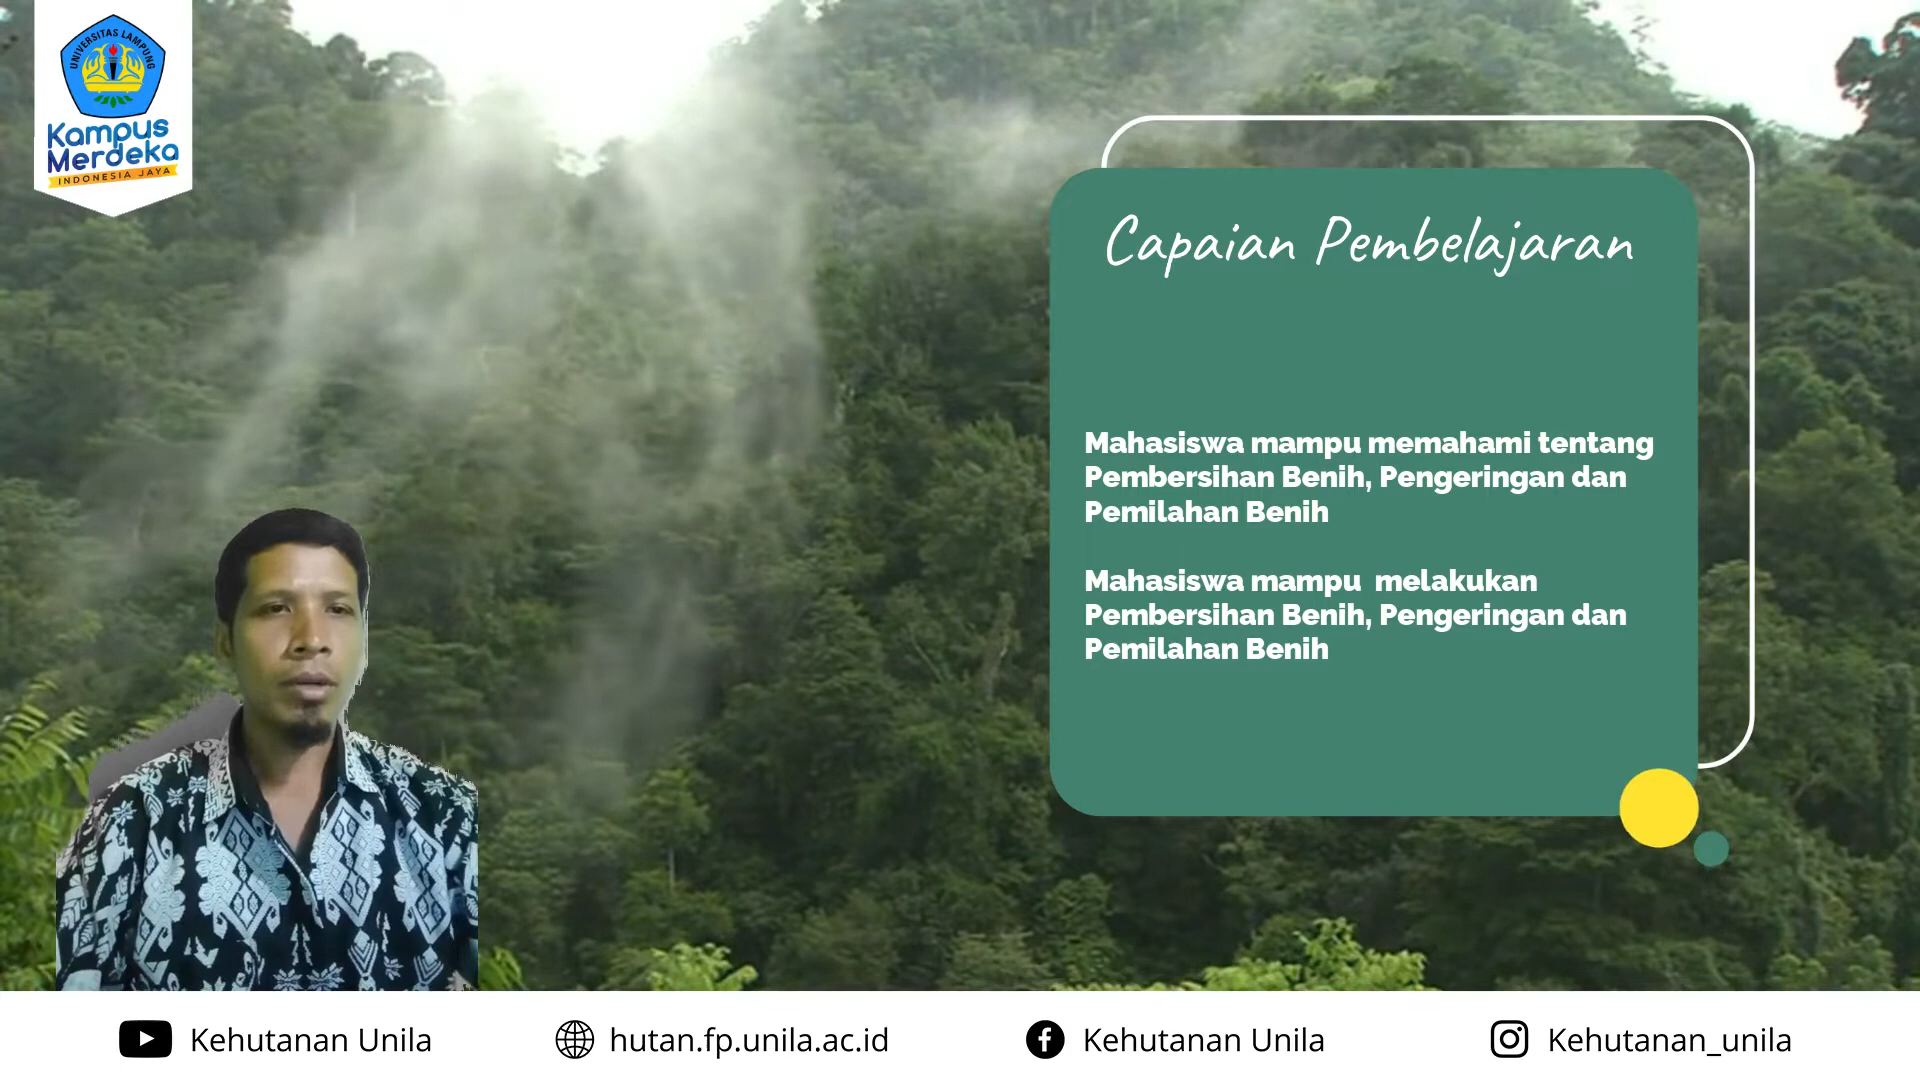 UNIVERSITAS LAMPUNG
Kampus
Merdeka
INDONESIA JAYA
Capaian Pembelajaran
Mahasiswa mampu memahami tentang
Pembersihan Benih, Pengeringan dan
Pemilahan Benih
Mahasiswa mampu  melakukan
Pembersihan Benih, Pengeringan dan
Pemilahan Benih
Kehutanan Unila
hutan.fp.unila.ac.id
Kehutanan Unila
Kehutanan_unila